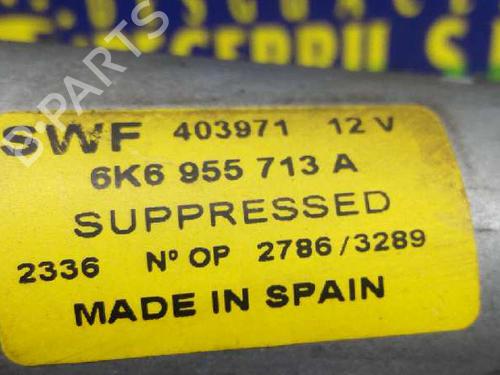 SWF 403971 12 V
6K6 955 713 A
SUPPRESSED
2336 Nº OP 2786/3289
MADE IN SPAIN